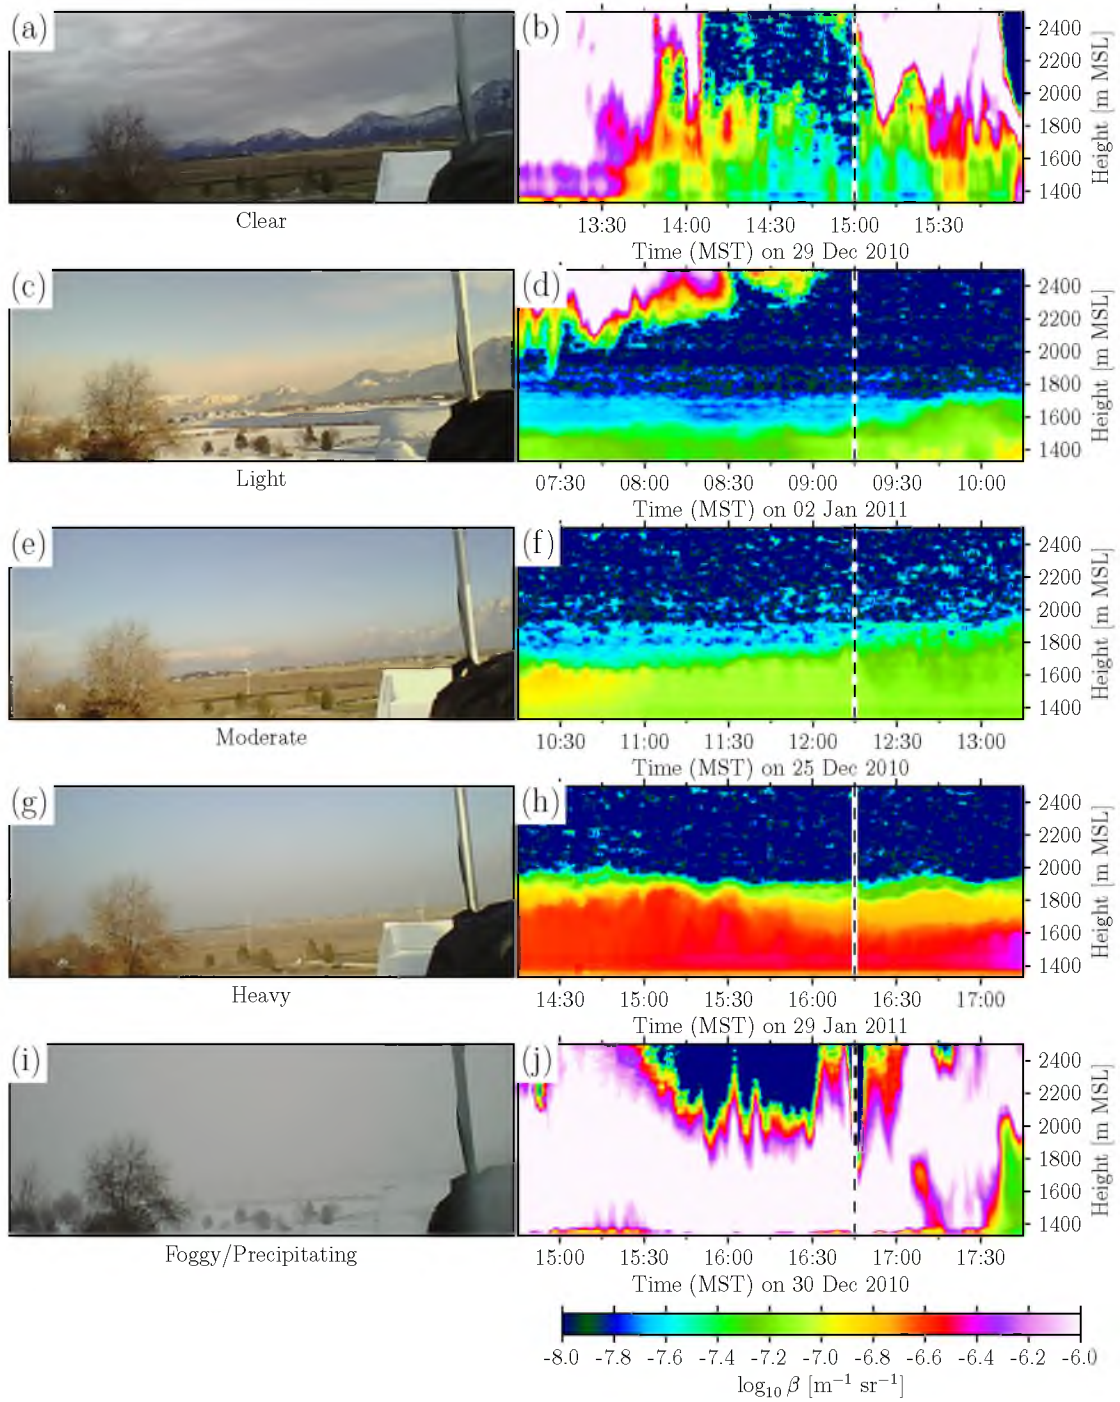 (a)
(b)
2400
2200
2000
1800
1600
1400
Height [m MSL]
13:30 14:00 14:30 15:00 15:30
Clear
Time (MST) on 29 Dec 2010
(c)
(d)
2400
2200
2000
1800
1600
1400
Height [m MSL]
07:30 08:00 08:30 09:00 09:30 10:00
Light
Time (MST) on 02 Jan 2011
(e)
(f)
2400
2200
2000
1800
1600
1400
Height [m MSL]
10:30 11:00 11:30 12:00 12:30 13:00
Moderate
Time (MST) on 25 Dec 2010
(g)
(h)
2400
2200
2000
1800
1600
1400
Height [m MSL]
14:30 15:00 15:30 16:00 16:30 17:00
Heavy
Time (MST) on 29 Jan 2011
(i)
(j)
2400
2200
2000
1800
1600
1400
Height [m MSL]
15:00 15:30 16:00 16:30 17:00 17:30
Foggy/Precipitating
Time (MST) on 30 Dec 2010
-8.0 -7.8 -7.6 -7.4 -7.2 -7.0 -6.8 -6.6 -6.4 -6.2 -6.0
log₁₀ β [m⁻¹ sr⁻¹]